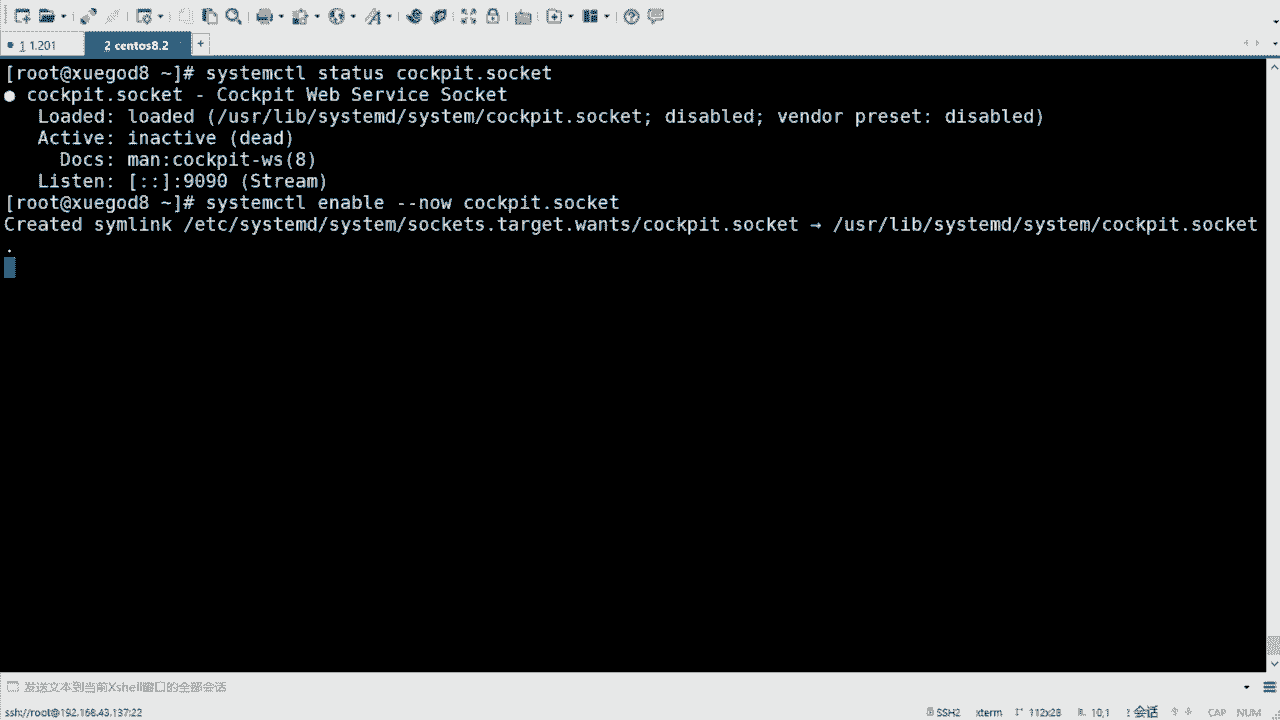 1 1.201
2 centos8.2
+
[root@xuegod8 ~]# systemctl status cockpit.socket
● cockpit.socket - Cockpit Web Service Socket
   Loaded: loaded (/usr/lib/systemd/system/cockpit.socket; disabled; vendor preset: disabled)
   Active: inactive (dead)
     Docs: man:cockpit-ws(8)
   Listen: [::]:9090 (Stream)
[root@xuegod8 ~]# systemctl enable --now cockpit.socket
Created symlink /etc/systemd/system/sockets.target.wants/cockpit.socket → /usr/lib/systemd/system/cockpit.socket
.
发送文本到当前Xshell窗口的全部会话
ssh://root@192.168.43.137:22
SSH2
xterm
112x28
10,1
会话
CAP
NUM